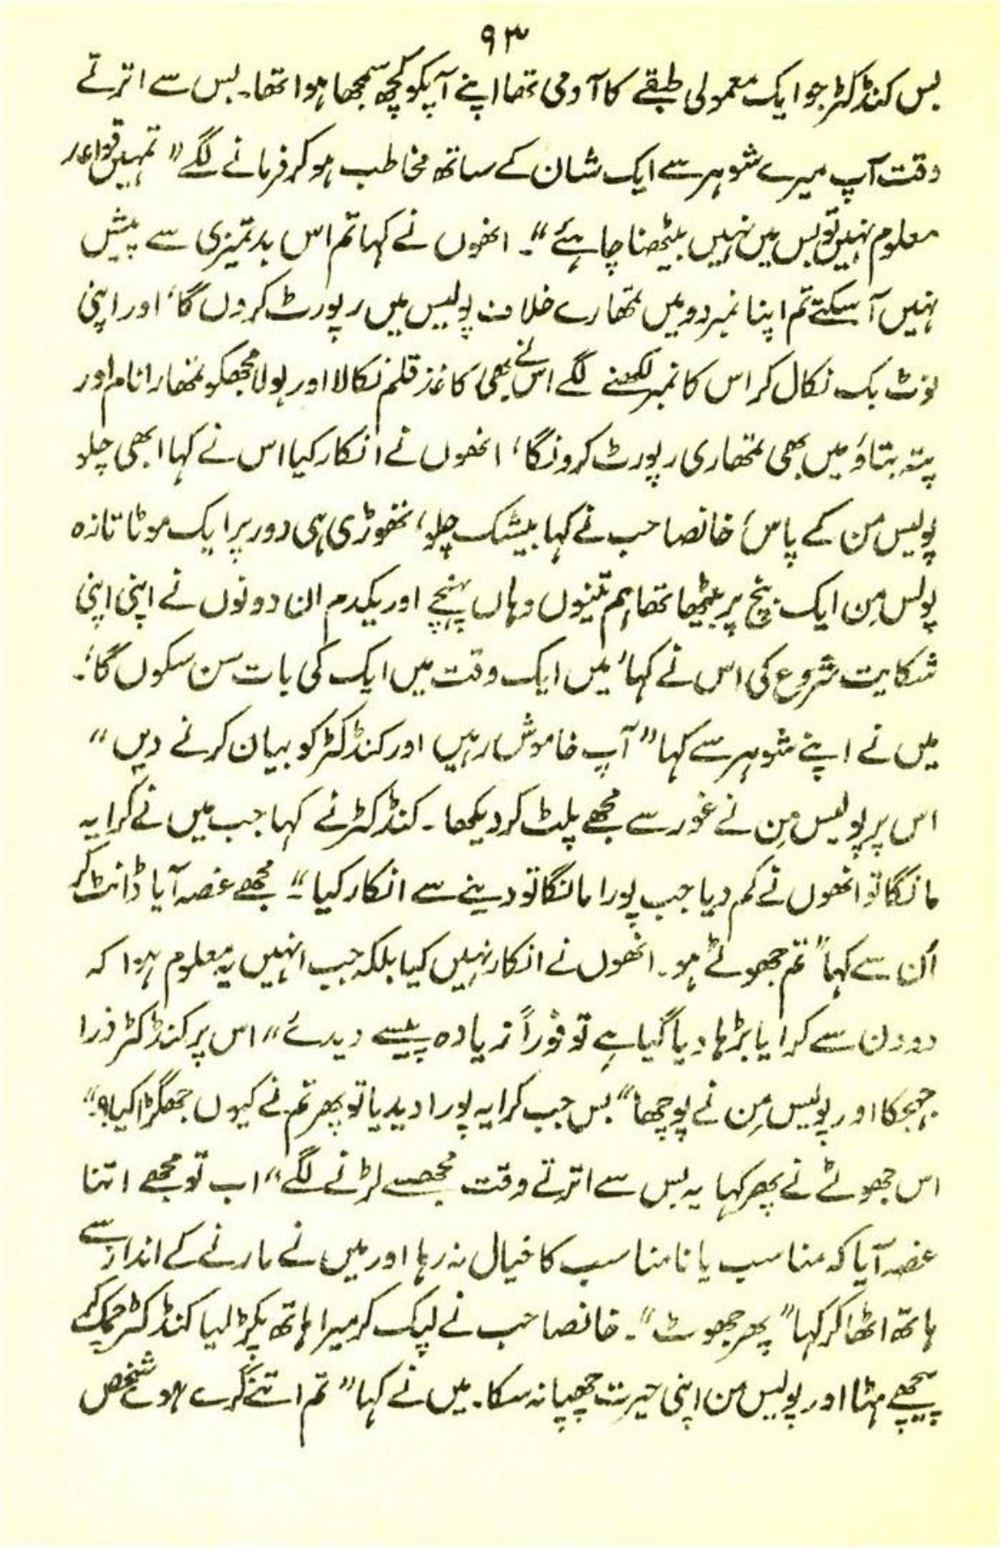 ۹۳
بس کنڈکٹر جو ایک معمولی طبقے کا آدمی تھا اپنے آپکو کچھ سمجھا ہوا تھا۔ بس سے اترتے
وقت آپ میرے شوہر سے ایک شان کے ساتھ مخاطب ہو کر فرمانے لگے "تمہیں قواعد
معلوم نہیں تو بس میں نہیں بیٹھنا چاہئے"۔ انھوں نے کہا تم اس بدتمیزی سے پیش
نہیں آ سکتے تم اپنا نمبر دو میں تمھارے خلاف پولیس میں رپورٹ کردوں گا، اور اپنی
نوٹ بک نکال کر اس کا نمبر لکھنے لگے اس نے بھی کاغذ قلم نکالا اور بولا مجھکو تمھارا نام اور
پتہ بتاؤ میں بھی تمھاری رپورٹ کرونگا، انھوں نے انکار کیا اس نے کہا ابھی چلو
پولیس من کے پاس، خانصاحب نے کہا بیشک چلو، تھوڑی ہی دور پر ایک موٹا تازہ
پولس مِن ایک بنچ پر بیٹھا تھا، ہم تینوں وہاں پہنچے اور یکدم ان دونوں نے اپنی اپنی
شکایت شروع کی اس نے کہا، میں ایک وقت میں ایک کی بات سن سکوں گا،۔
میں نے اپنے شوہر سے کہا "آپ خاموش رہیں اور کنڈکٹر کو بیان کرنے دیں"
اس پر پولیس مِن نے غور سے مجھے پلٹ کر دیکھا۔ کنڈکٹر نے کہا جب میں نے کرایہ
مانگا تو انھوں نے کم دیا جب پورا مانگا تو دینے سے انکار کیا"۔ مجھے غصہ آیا ڈانٹ کر
اُن سے کہا "تم جھوٹے ہو۔ انھوں نے انکار نہیں کیا بلکہ جب انہیں یہ معلوم ہوا کہ
دو دن سے کرایا بڑھا دیا گیا ہے تو فوراً زیادہ پیسے دیدئے"، اس پر کنڈکٹر ذرا
جھجکا اور پولیس مِن نے پوچھا "بس جب کرایہ پورا دیدیا تو پھر تم نے کیوں جھگڑا کیا؟"
اس جھوٹے نے پھر کہا یہ بس سے اترتے وقت مجھسے لڑنے لگے" اب تو مجھے اتنا
غصہ آیا کہ مناسب یا نامناسب کا خیال نہ رہا اور میں نے مارنے کے انداز سے
ہاتھ اٹھا کر کہا "پھر جھوٹ"۔ خانصاحب نے لپک کر میرا ہاتھ پکڑ لیا کنڈکٹر
پیچھے ہٹا اور پولیس من اپنی حیرت چھپا نہ سکا۔ میں نے کہا "تم اتنے گرے ہوئے شخص